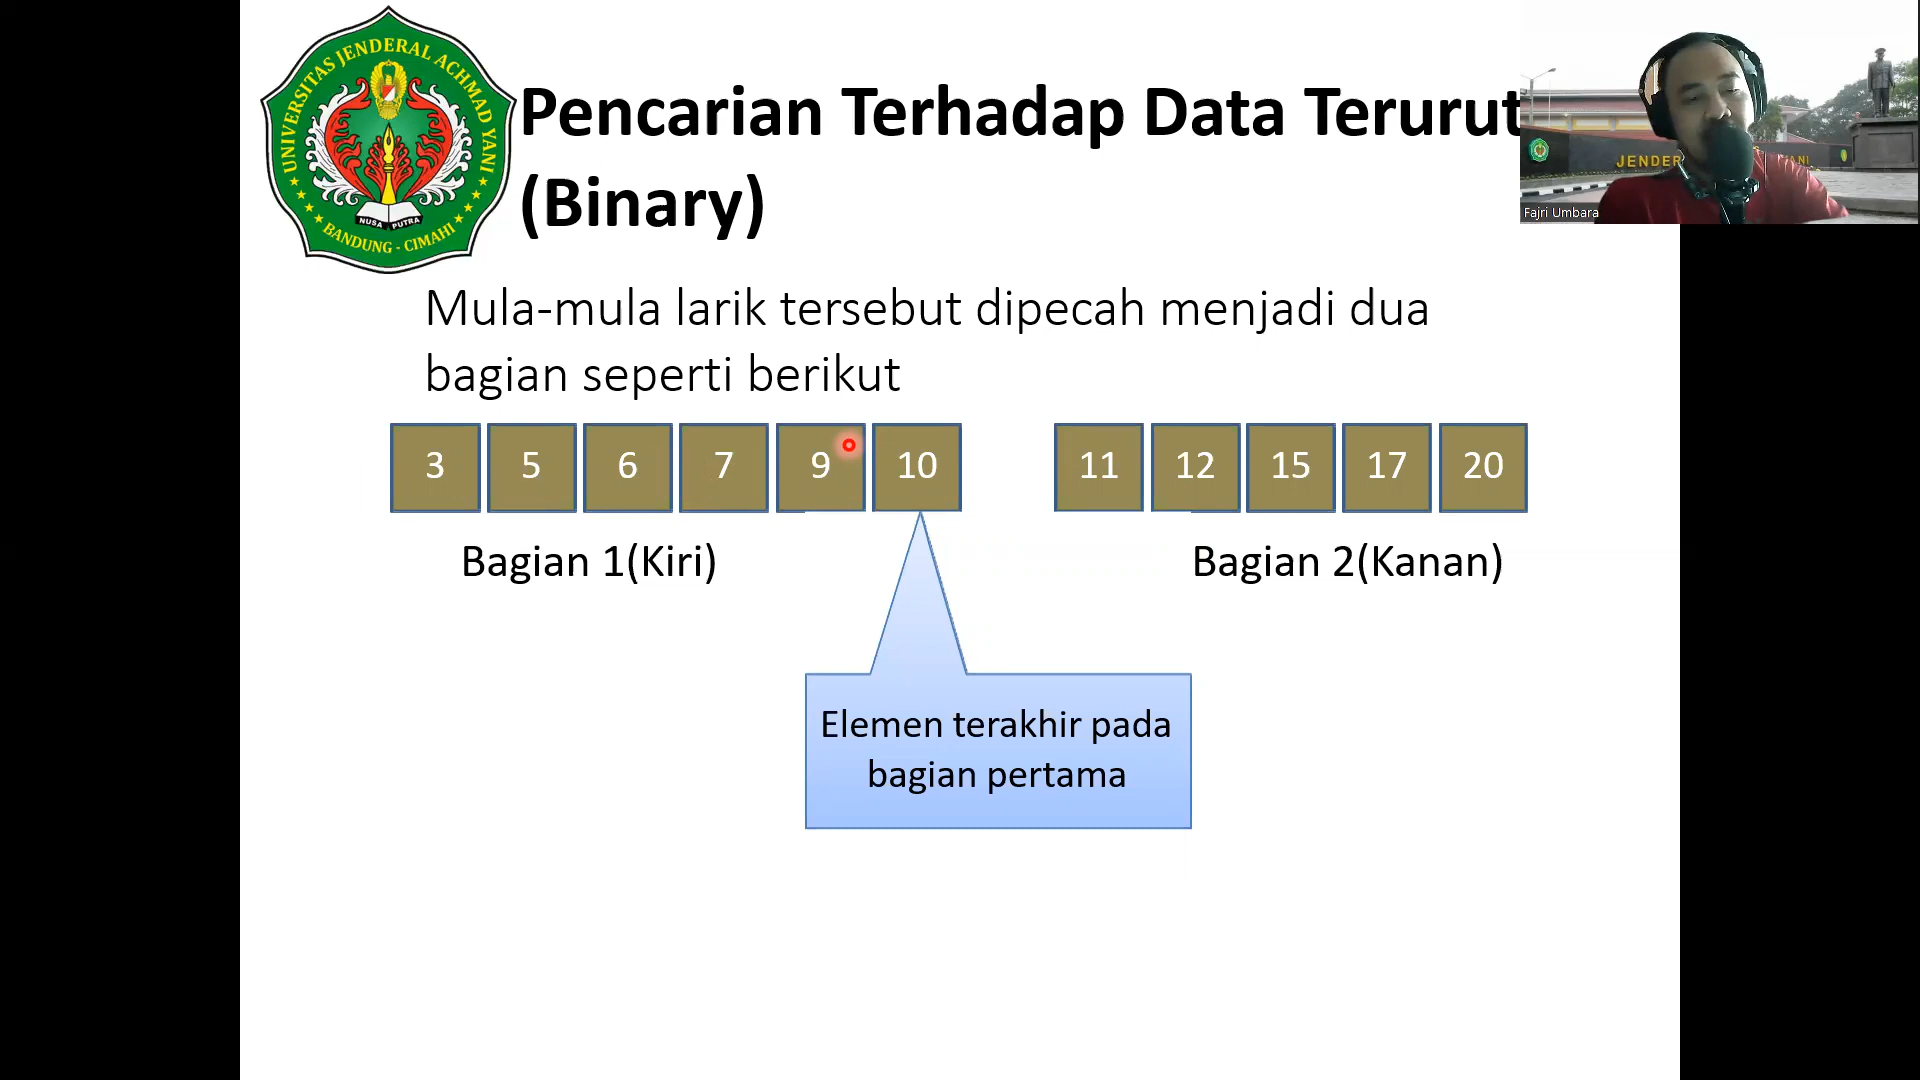 UNIVERSITAS JENDERAL ACHMAD YANI
NUSA PUTRA
BANDUNG - CIMAHI
Pencarian Terhadap Data Terurut
(Binary)
JENDER ANI
Fajri Umbara
Mula-mula larik tersebut dipecah menjadi dua
bagian seperti berikut
3 5 6 7 9 10 11 12 15 17 20
Bagian 1(Kiri) Bagian 2(Kanan)
Elemen terakhir pada
bagian pertama